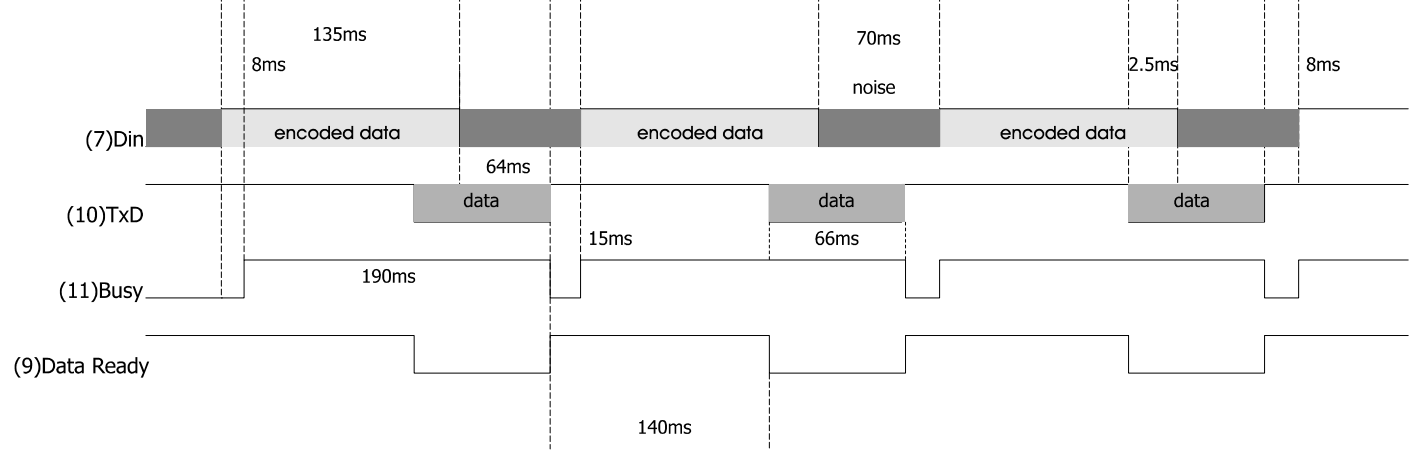 135ms
70ms
8ms
2.5ms
8ms
noise
(7)Din
encoded data
encoded data
encoded data
64ms
(10)TxD
data
data
data
15ms
66ms
190ms
(11)Busy
(9)Data Ready
140ms